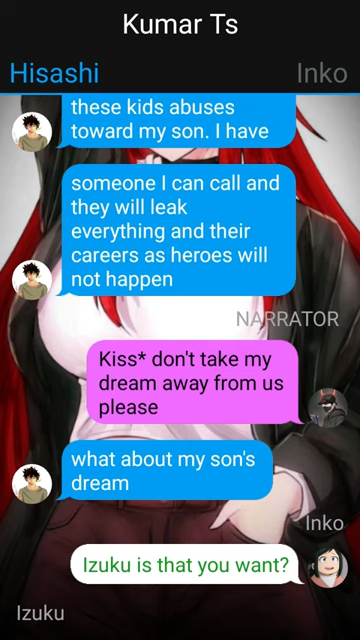 Kumar Ts
Hisashi
Inko
these kids abuses
toward my son. I have
someone I can call and
they will leak
everything and their
careers as heroes will
not happen
NARRATOR
Kiss* don't take my
dream away from us
please
what about my son's
dream
Inko
Izuku is that you want?
Izuku